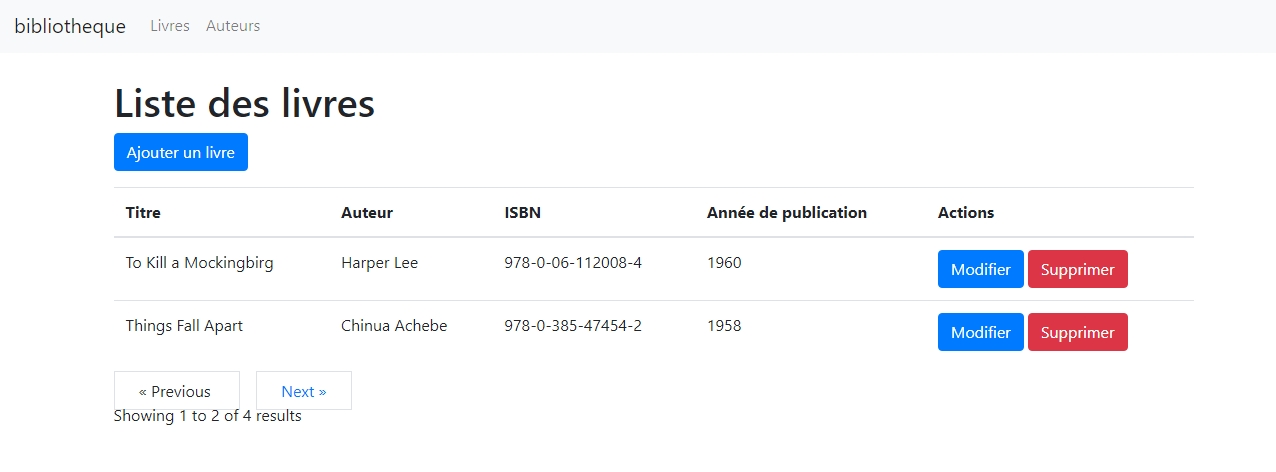 bibliotheque Livres Auteurs
Liste des livres
Ajouter un livre
Titre Auteur ISBN Année de publication Actions
To Kill a Mockingbirg Harper Lee 978-0-06-112008-4 1960 Modifier Supprimer
Things Fall Apart Chinua Achebe 978-0-385-47454-2 1958 Modifier Supprimer
« Previous Next »
Showing 1 to 2 of 4 results